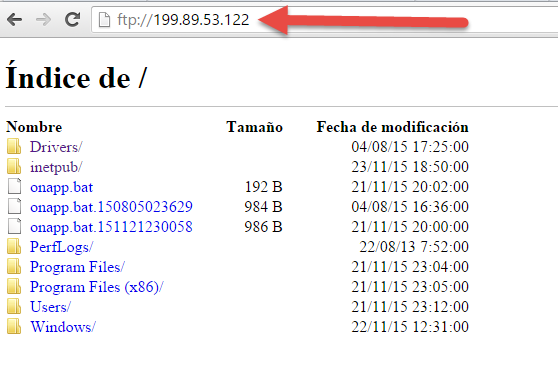 ftp://199.89.53.122
Índice de /
Nombre Tamaño Fecha de modificación
Drivers/ 04/08/15 17:25:00
inetpub/ 23/11/15 18:50:00
onapp.bat 192 B 21/11/15 20:02:00
onapp.bat.150805023629 984 B 04/08/15 16:36:00
onapp.bat.151121230058 986 B 21/11/15 20:00:00
PerfLogs/ 22/08/13 7:52:00
Program Files/ 21/11/15 23:04:00
Program Files (x86)/ 21/11/15 23:05:00
Users/ 21/11/15 23:12:00
Windows/ 22/11/15 12:31:00